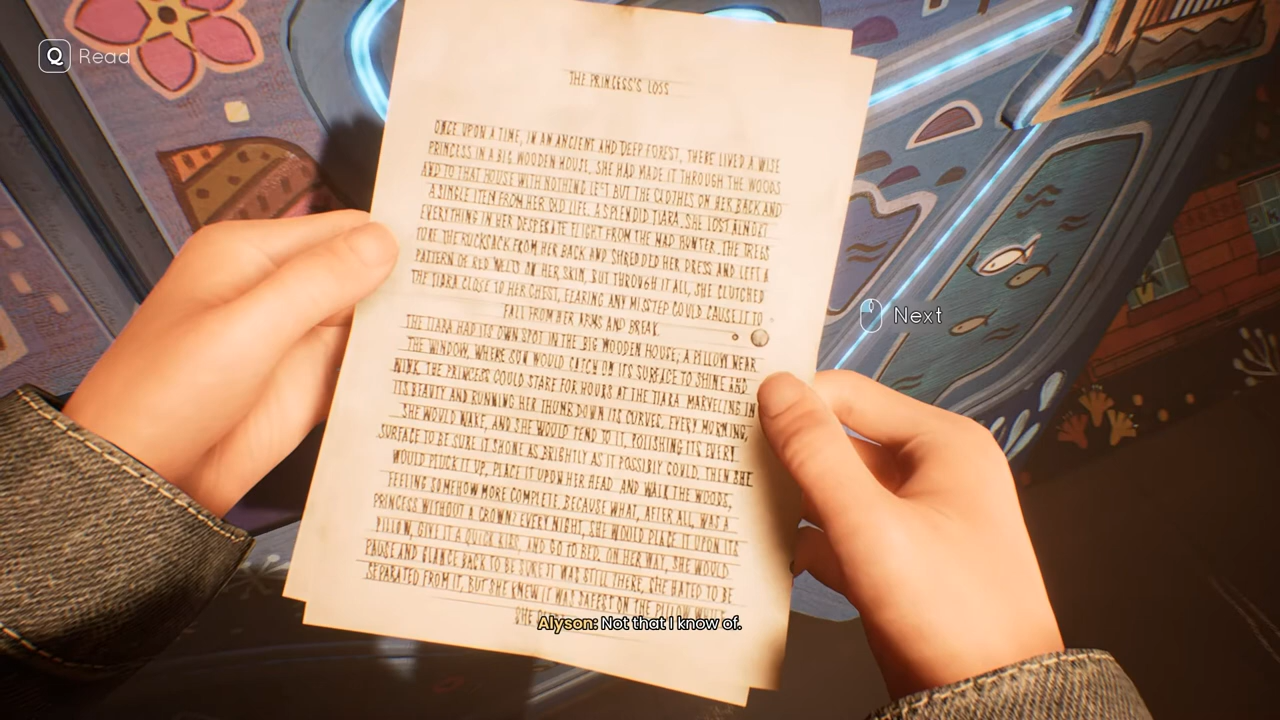 Q Read
THE PRINCESS'S LOSS
ONCE UPON A TIME, IN AN ANCIENT AND DEEP FOREST, THERE LIVED A WISE
PRINCESS IN A BIG WOODEN HOUSE. SHE HAD MADE IT THROUGH THE WOODS
AND TO THAT HOUSE WITH NOTHING LEFT BUT THE CLOTHES ON HER BACK AND
A SINGLE ITEM FROM HER OLD LIFE. A SPLENDID TIARA. SHE LOST ALMOST
EVERYTHING IN HER DESPERATE FLIGHT FROM THE MAD HUNTER. THE TREES
TORE THE RUCKSACK FROM HER BACK AND SHREDDED HER DRESS AND LEFT A
PATTERN OF RED WELTS ON HER SKIN. BUT THROUGH IT ALL, SHE CLUTCHED
THE TIARA CLOSE TO HER CHEST, FEARING ANY MISSTEP COULD CAUSE IT TO
FALL FROM HER ARMS AND BREAK.
THE TIARA HAD ITS OWN SPOT IN THE BIG WOODEN HOUSE; A PILLOW NEAR
THE WINDOW, WHERE SUN WOULD CATCH ON ITS SURFACE TO SHINE AND
WINK. THE PRINCESS COULD STARE FOR HOURS AT THE TIARA MARVELING IN
ITS BEAUTY AND RUNNING HER THUMB DOWN ITS CURVES. EVERY MORNING,
SHE WOULD WAKE, AND SHE WOULD TEND TO IT, POLISHING ITS EVERY
SURFACE TO BE SURE IT SHONE AS BRIGHTLY AS IT POSSIBLY COULD. THEN SHE
WOULD PLUCK IT UP, PLACE IT UPON HER HEAD, AND WALK THE WOODS,
FEELING SOMEHOW MORE COMPLETE. BECAUSE WHAT, AFTER ALL, WAS A
PRINCESS WITHOUT A CROWN? EVERY NIGHT, SHE WOULD PLACE IT UPON ITS
PILLOW, GIVE IT A QUICK KISS, AND GO TO BED. ON HER WAY, SHE WOULD
PAUSE AND GLANCE BACK TO BE SURE IT WAS STILL THERE. SHE HATED TO BE
SEPARATED FROM IT, BUT SHE KNEW IT WAS SAFEST ON THE PILLOW WHILE
SHE
Alyson: Not that I know of.
Next